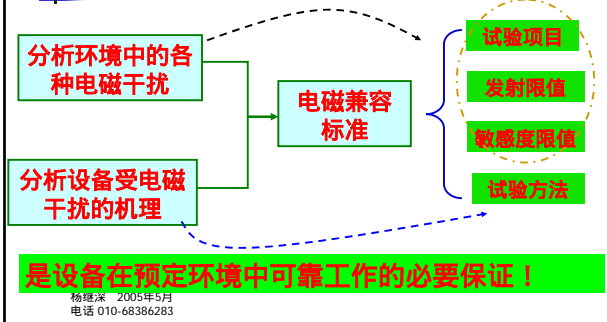 分析环境中的各
种电磁干扰
分析设备受电磁
干扰的机理
电磁兼容
标准
试验项目
发射限值
敏感度限值
试验方法
是设备在预定环境中可靠工作的必要保证！
杨继深 2005年5月
电话 010-68386283